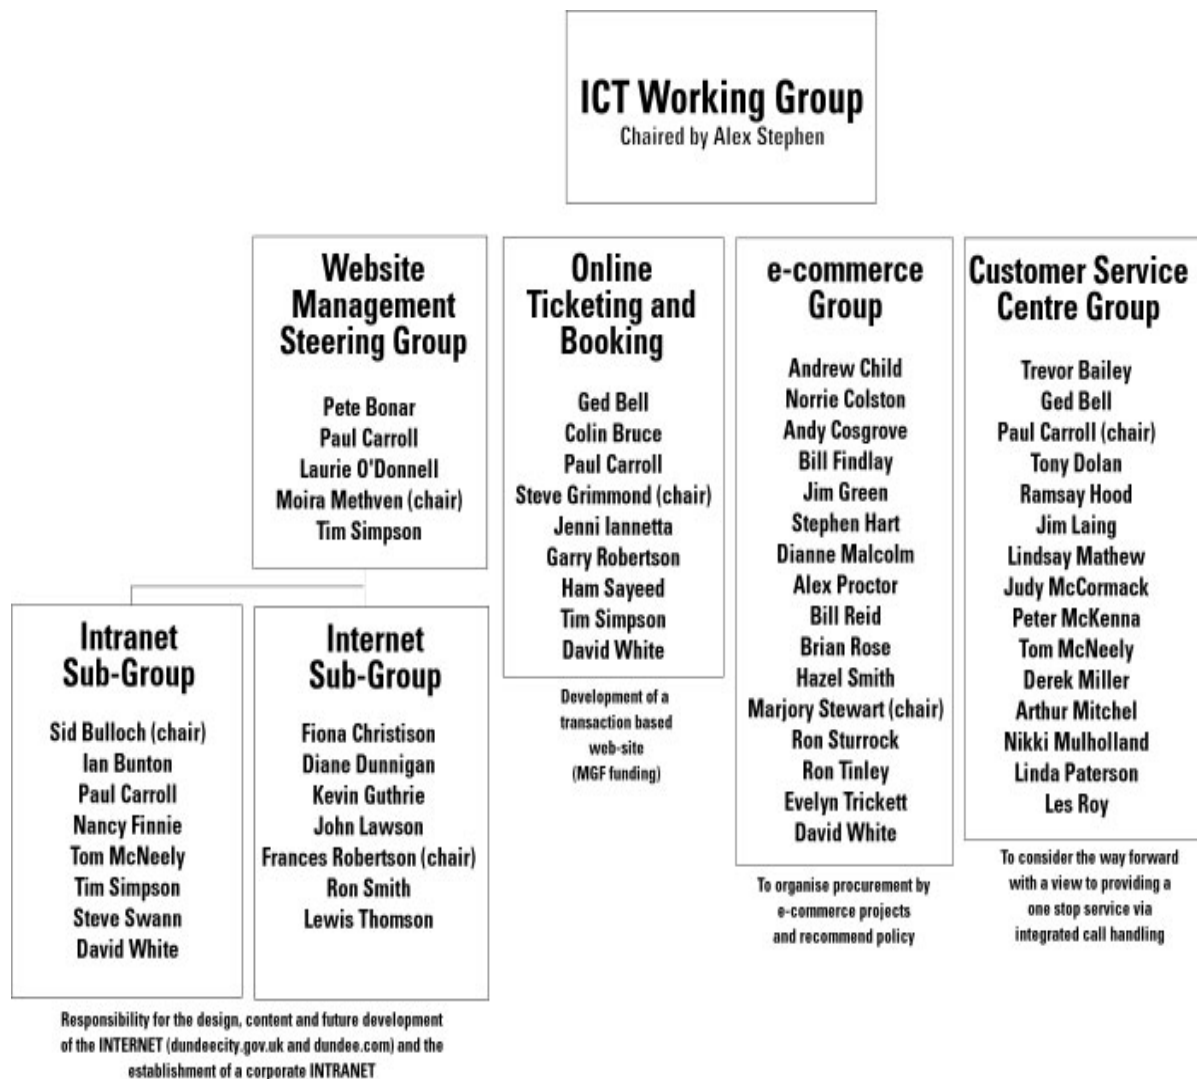 ICT Working Group
Chaired by Alex Stephen
Website
Management
Steering Group
Pete Bonar
Paul Carroll
Laurie O'Donnell
Moira Methven (chair)
Tim Simpson
Online
Ticketing and
Booking
Ged Bell
Colin Bruce
Paul Carroll
Steve Grimmond (chair)
Jenni Iannetta
Garry Robertson
Ham Sayeed
Tim Simpson
David White
Development of a
transaction based
web-site
(MGF funding)
e-commerce
Group
Andrew Child
Norrie Colston
Andy Cosgrove
Bill Findlay
Jim Green
Stephen Hart
Dianne Malcolm
Alex Proctor
Bill Reid
Brian Rose
Hazel Smith
Marjory Stewart (chair)
Ron Sturrock
Ron Tinley
Evelyn Trickett
David White
To organise procurement by
e-commerce projects
and recommend policy
Customer Service
Centre Group
Trevor Bailey
Ged Bell
Paul Carroll (chair)
Tony Dolan
Ramsay Hood
Jim Laing
Lindsay Mathew
Judy McCormack
Peter McKenna
Tom McNeely
Derek Miller
Arthur Mitchel
Nikki Mulholland
Linda Paterson
Les Roy
To consider the way forward
with a view to providing a
one stop service via
integrated call handling
Intranet
Sub-Group
Sid Bulloch (chair)
Ian Bunton
Paul Carroll
Nancy Finnie
Tom McNeely
Tim Simpson
Steve Swann
David White
Internet
Sub-Group
Fiona Christison
Diane Dunnigan
Kevin Guthrie
John Lawson
Frances Robertson (chair)
Ron Smith
Lewis Thomson
Responsibility for the design, content and future development
of the INTERNET (dundeecity.gov.uk and dundee.com) and the
establishment of a corporate INTRANET